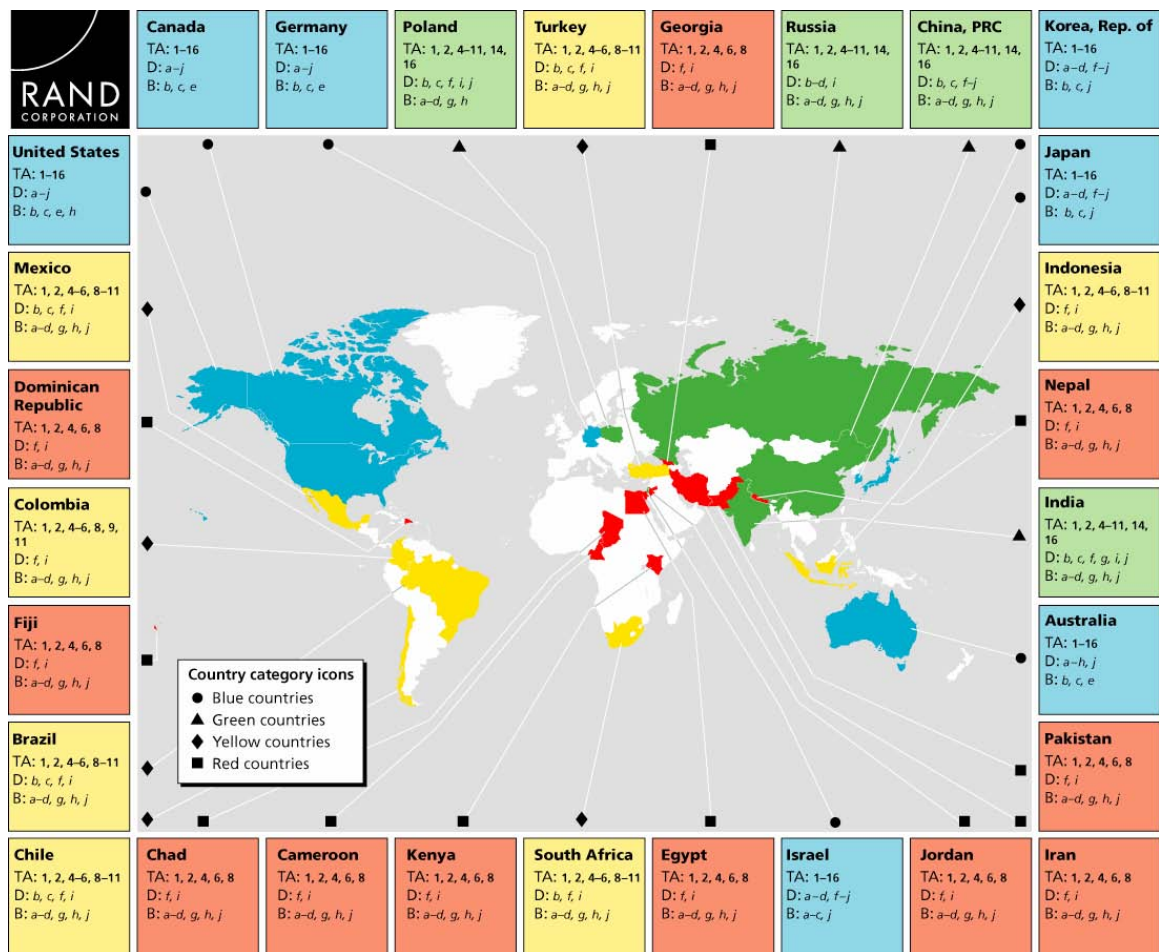 RAND
CORPORATION
Canada
TA: 1–16
D: a–j
B: b, c, e
Germany
TA: 1–16
D: a–j
B: b, c, e
Poland
TA: 1, 2, 4–11, 14,
16
D: b, c, f, i, j
B: a–d, g, h
Turkey
TA: 1, 2, 4–6, 8–11
D: b, c, f, i
B: a–d, g, h, j
Georgia
TA: 1, 2, 4, 6, 8
D: f, i
B: a–d, g, h, j
Russia
TA: 1, 2, 4–11, 14,
16
D: b–d, i
B: a–d, g, h, j
China, PRC
TA: 1, 2, 4–11, 14,
16
D: b, c, f–j
B: a–d, g, h, j
Korea, Rep. of
TA: 1–16
D: a–d, f–j
B: b, c, j
United States
TA: 1–16
D: a–j
B: b, c, e, h
Japan
TA: 1–16
D: a–d, f–j
B: b, c, j
Mexico
TA: 1, 2, 4–6, 8–11
D: b, c, f, i
B: a–d, g, h, j
Indonesia
TA: 1, 2, 4–6, 8–11
D: f, i
B: a–d, g, h, j
Dominican
Republic
TA: 1, 2, 4, 6, 8
D: f, i
B: a–d, g, h, j
Nepal
TA: 1, 2, 4, 6, 8
D: f, i
B: a–d, g, h, j
Colombia
TA: 1, 2, 4–6, 8, 9,
11
D: f, i
B: a–d, g, h, j
India
TA: 1, 2, 4–11, 14,
16
D: b, c, f, g, i, j
B: a–d, g, h, j
Fiji
TA: 1, 2, 4, 6, 8
D: f, i
B: a–d, g, h, j
Australia
TA: 1–16
D: a–h, j
B: b, c, e
Country category icons
Blue countries
Green countries
Yellow countries
Red countries
Brazil
TA: 1, 2, 4–6, 8–11
D: b, c, f, i
B: a–d, g, h, j
Pakistan
TA: 1, 2, 4, 6, 8
D: f, i
B: a–d, g, h, j
Chile
TA: 1, 2, 4–6, 8–11
D: b, c, f, i
B: a–d, g, h, j
Chad
TA: 1, 2, 4, 6, 8
D: f, i
B: a–d, g, h, j
Cameroon
TA: 1, 2, 4, 6, 8
D: f, i
B: a–d, g, h, j
Kenya
TA: 1, 2, 4, 6, 8
D: f, i
B: a–d, g, h, j
South Africa
TA: 1, 2, 4–6, 8–11
D: b, f, i
B: a–d, g, h, j
Egypt
TA: 1, 2, 4, 6, 8
D: f, i
B: a–d, g, h, j
Israel
TA: 1–16
D: a–d, f–j
B: a–c, j
Jordan
TA: 1, 2, 4, 6, 8
D: f, i
B: a–d, g, h, j
Iran
TA: 1, 2, 4, 6, 8
D: f, i
B: a–d, g, h, j